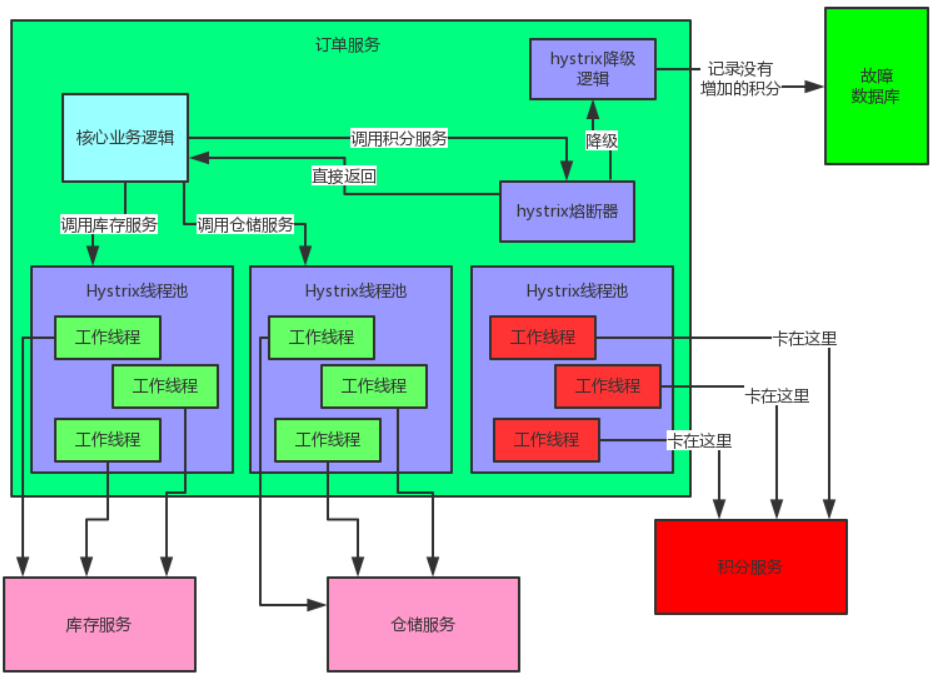 订单服务
hystrix降级
逻辑
记录没有
增加的积分
故障
数据库
核心业务逻辑
调用积分服务
降级
直接返回
hystrix熔断器
调用库存服务
调用仓储服务
Hystrix线程池
Hystrix线程池
Hystrix线程池
工作线程
工作线程
工作线程
卡在这里
工作线程
工作线程
工作线程
卡在这里
工作线程
工作线程
工作线程
卡在这里
积分服务
库存服务
仓储服务